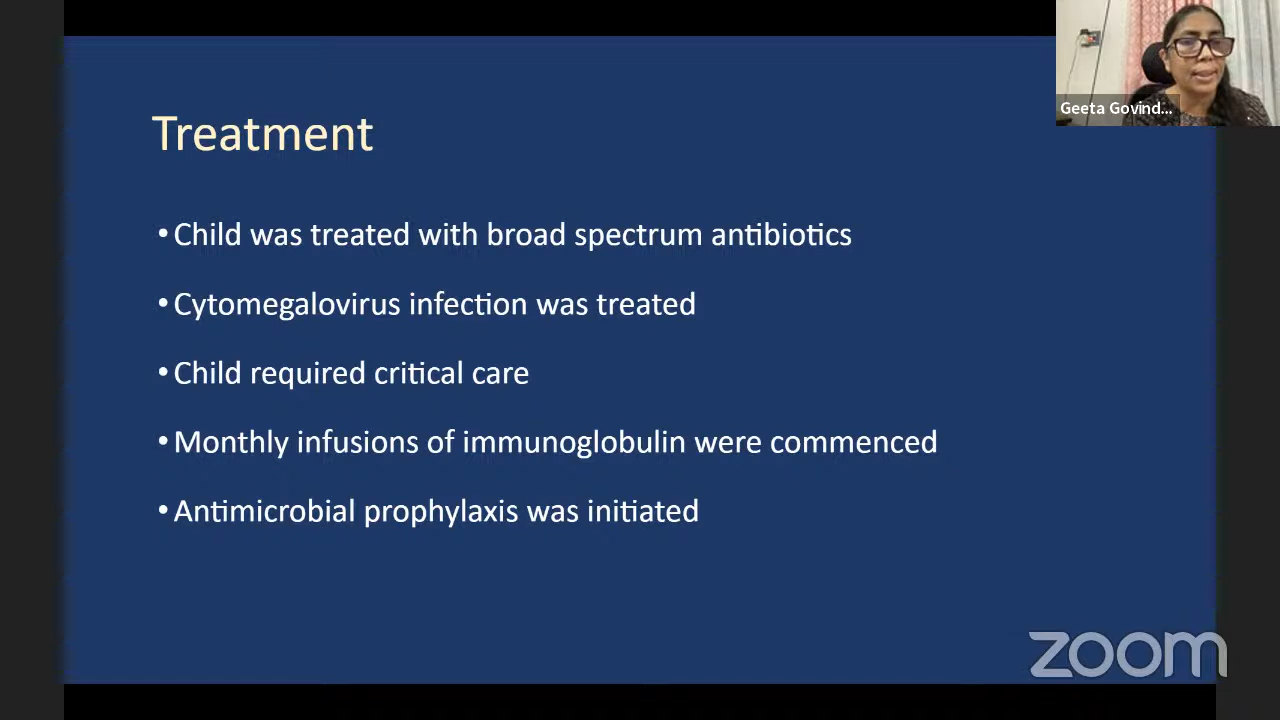 Geeta Govind...
Treatment
• Child was treated with broad spectrum antibiotics
• Cytomegalovirus infection was treated
• Child required critical care
• Monthly infusions of immunoglobulin were commenced
• Antimicrobial prophylaxis was initiated
zoom